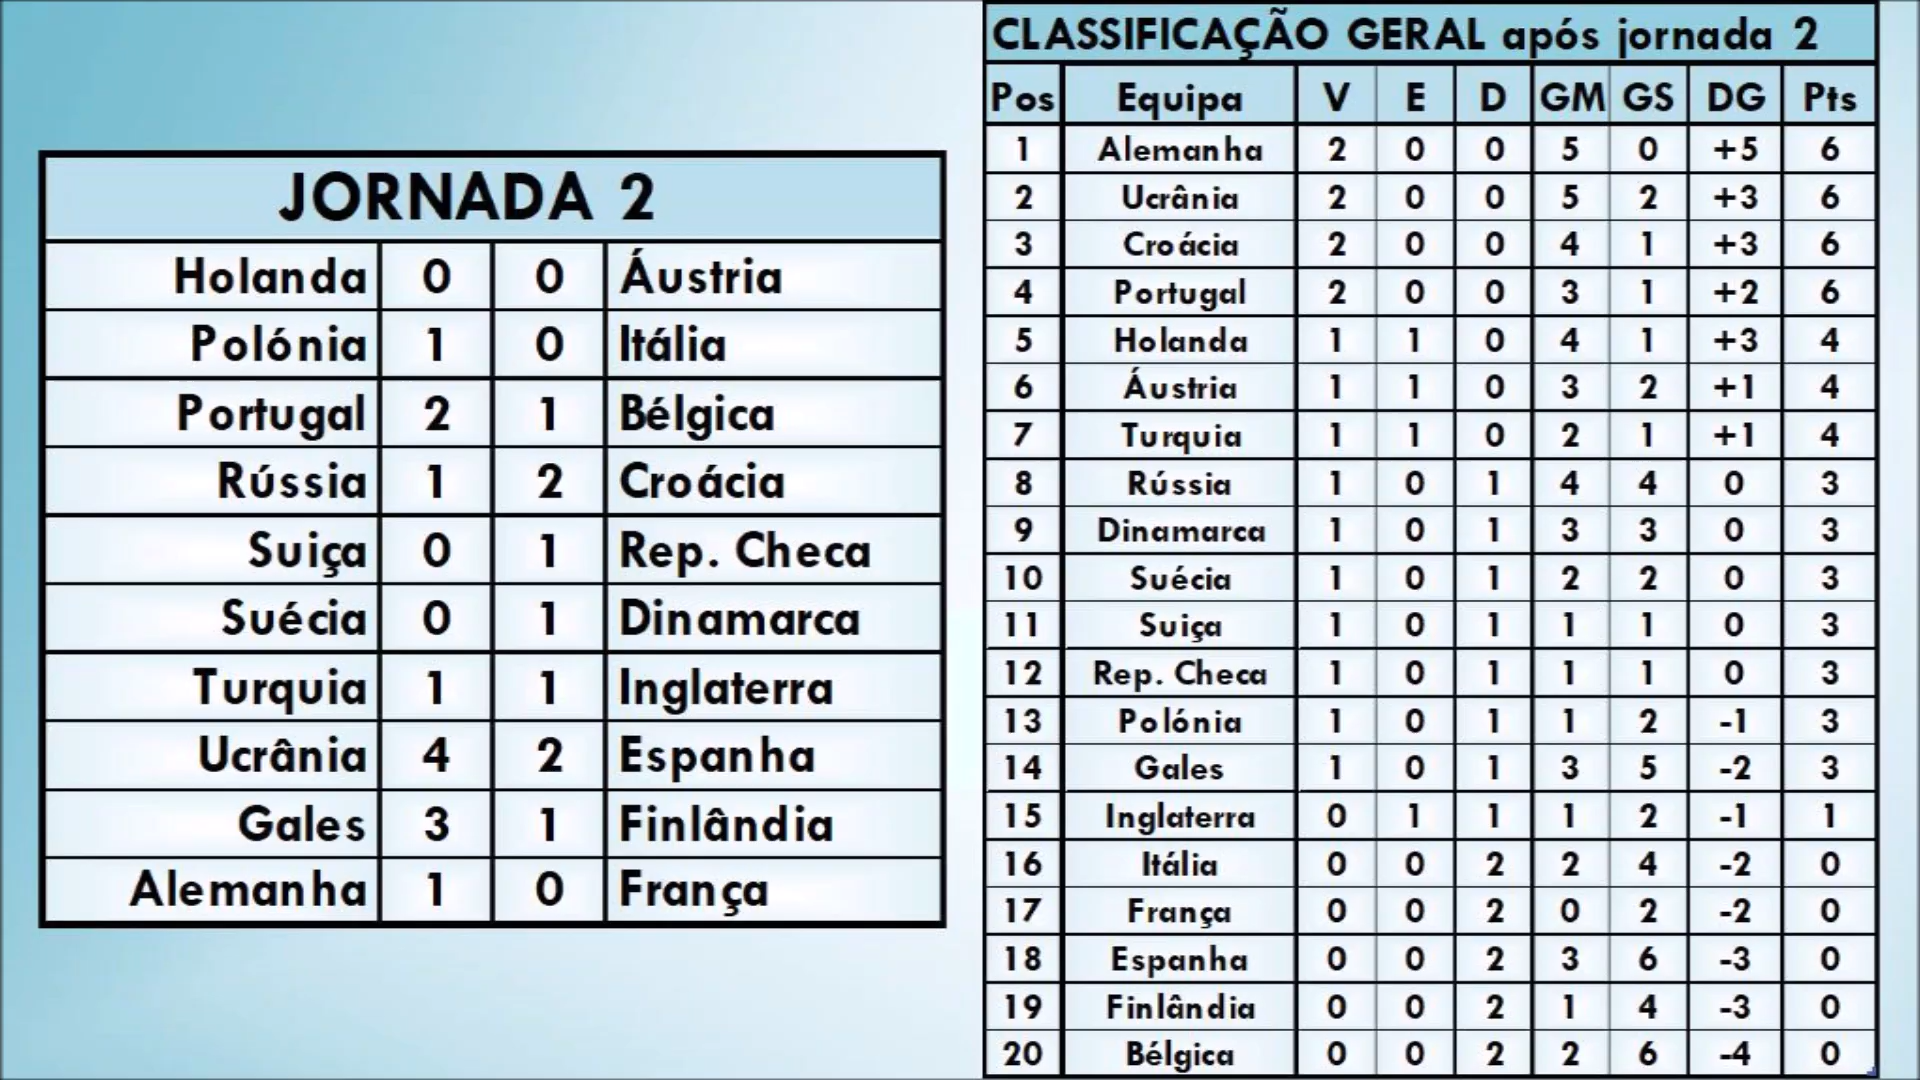 JORNADA 2
Holanda 0 0 Áustria
Polónia 1 0 Itália
Portugal 2 1 Bélgica
Rússia 1 2 Croácia
Suiça 0 1 Rep. Checa
Suécia 0 1 Dinamarca
Turquia 1 1 Inglaterra
Ucrânia 4 2 Espanha
Gales 3 1 Finlândia
Alemanha 1 0 França
CLASSIFICAÇÃO GERAL após jornada 2
Pos Equipa V E D GM GS DG Pts
1 Alemanha 2 0 0 5 0 +5 6
2 Ucrânia 2 0 0 5 2 +3 6
3 Croácia 2 0 0 4 1 +3 6
4 Portugal 2 0 0 3 1 +2 6
5 Holanda 1 1 0 4 1 +3 4
6 Áustria 1 1 0 3 2 +1 4
7 Turquia 1 1 0 2 1 +1 4
8 Rússia 1 0 1 4 4 0 3
9 Dinamarca 1 0 1 3 3 0 3
10 Suécia 1 0 1 2 2 0 3
11 Suiça 1 0 1 1 1 0 3
12 Rep. Checa 1 0 1 1 1 0 3
13 Polónia 1 0 1 1 2 -1 3
14 Gales 1 0 1 3 5 -2 3
15 Inglaterra 0 1 1 1 2 -1 1
16 Itália 0 0 2 2 4 -2 0
17 França 0 0 2 0 2 -2 0
18 Espanha 0 0 2 3 6 -3 0
19 Finlândia 0 0 2 1 4 -3 0
20 Bélgica 0 0 2 2 6 -4 0